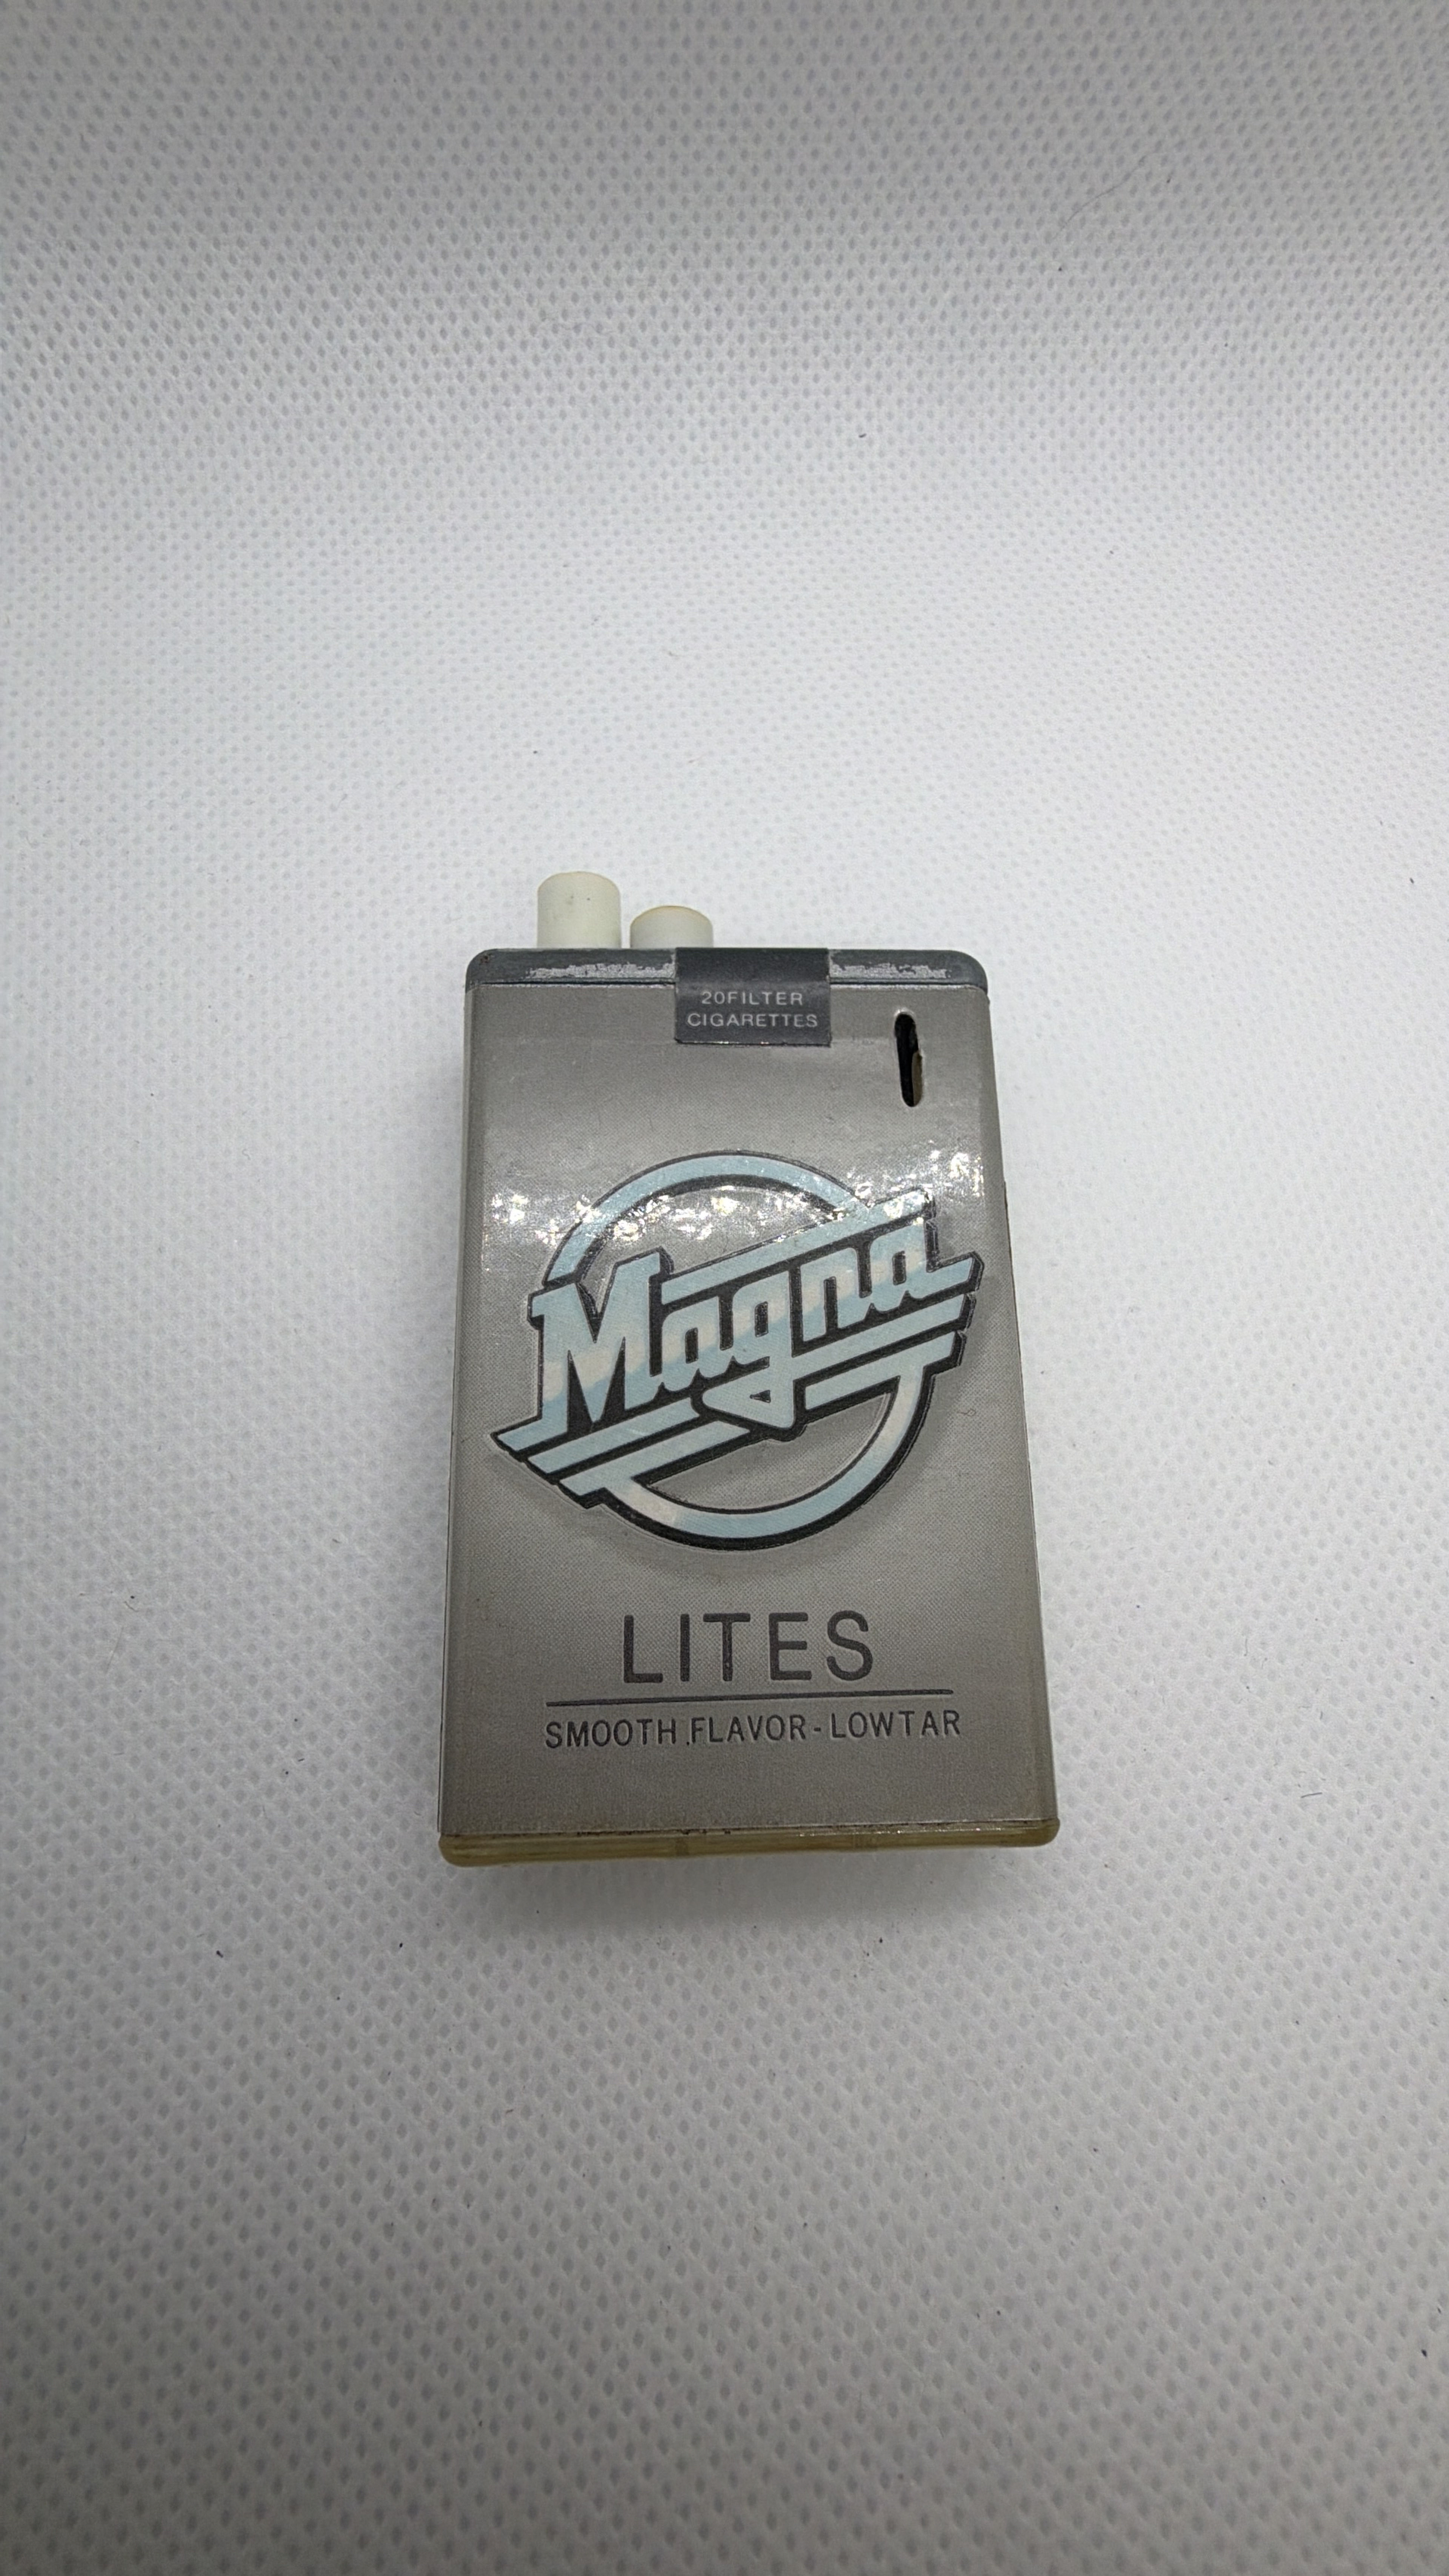 20FILTER
CIGARETTES
Magna
LITES
SMOOTH FLAVOR-LOWTAR